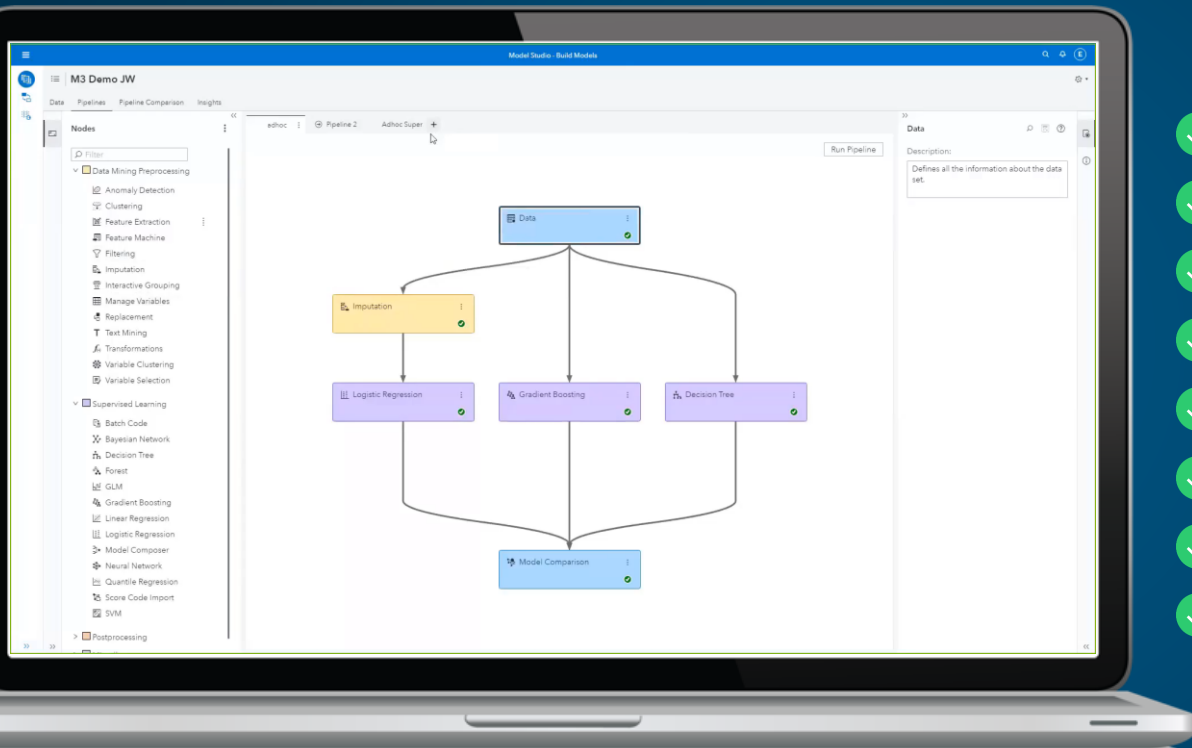 Model Studio - Build Models
E
M3 Demo JW
Data
Pipelines
Pipeline Comparison
Insights
Nodes
adhoc
Pipeline 2
Adhoc Super
+
Data
Filter
Run Pipeline
Description:
Defines all the information about the data
set.
Data Mining Preprocessing
Anomaly Detection
Clustering
Feature Extraction
Feature Machine
Filtering
Imputation
Interactive Grouping
Manage Variables
Replacement
Text Mining
Transformations
Variable Clustering
Variable Selection
Supervised Learning
Batch Code
Bayesian Network
Decision Tree
Forest
GLM
Gradient Boosting
Linear Regression
Logistic Regression
Model Composer
Neural Network
Quantile Regression
Score Code Import
SVM
Postprocessing
Data
Imputation
Logistic Regression
Gradient Boosting
Decision Tree
Model Comparison